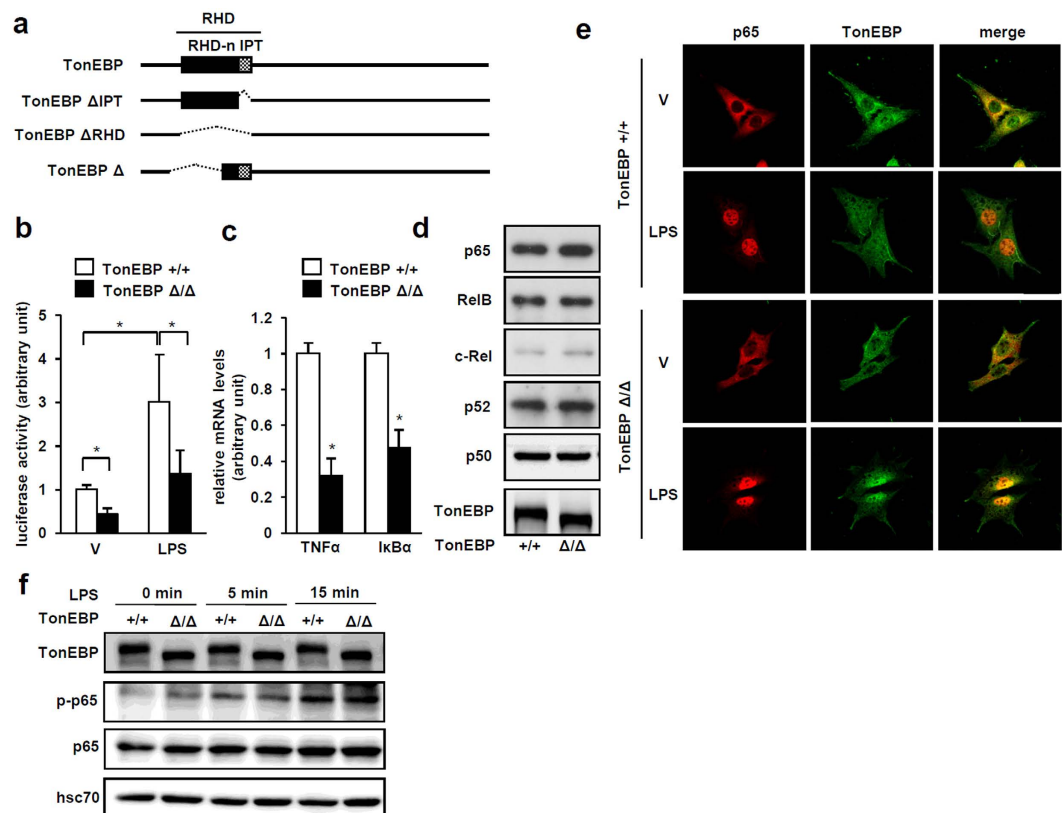 a
RHD
RHD-n IPT
TonEBP
TonEBP ΔIPT
TonEBP ΔRHD
TonEBP Δ
b
TonEBP +/+
TonEBP Δ/Δ
luciferase activity (arbitrary unit)
5
4
3
2
1
0
*
*
*
V
LPS
c
TonEBP +/+
TonEBP Δ/Δ
relative mRNA levels
(arbitrary unit)
1.2
1
0.8
0.6
0.4
0.2
0
*
*
TNFα
IκBα
d
p65
RelB
c-Rel
p52
p50
TonEBP
TonEBP +/+ Δ/Δ
e
p65 TonEBP merge
TonEBP +/+
V
LPS
TonEBP Δ/Δ
V
LPS
f
LPS 0 min 5 min 15 min
TonEBP +/+ Δ/Δ +/+ Δ/Δ +/+ Δ/Δ
TonEBP
p-p65
p65
hsc70